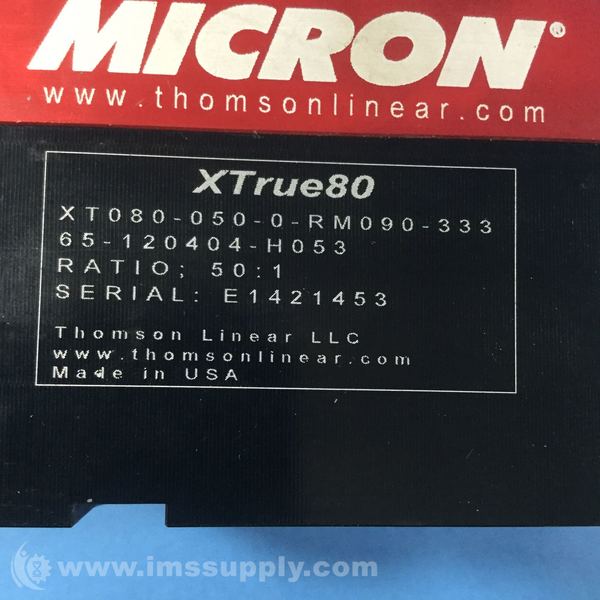 MICRON®
www.thomsonlinear.com
XTrue80
XT080-050-0-RM090-333
65-120404-H053
RATIO; 50:1
SERIAL: E1421453
Thomson Linear LLC
www.thomsonlinear.com
Made in USA
www.imssupply.com